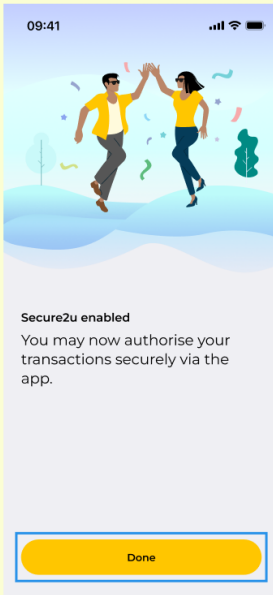 09:41
Secure2u enabled
You may now authorise your
transactions securely via the
app.
Done